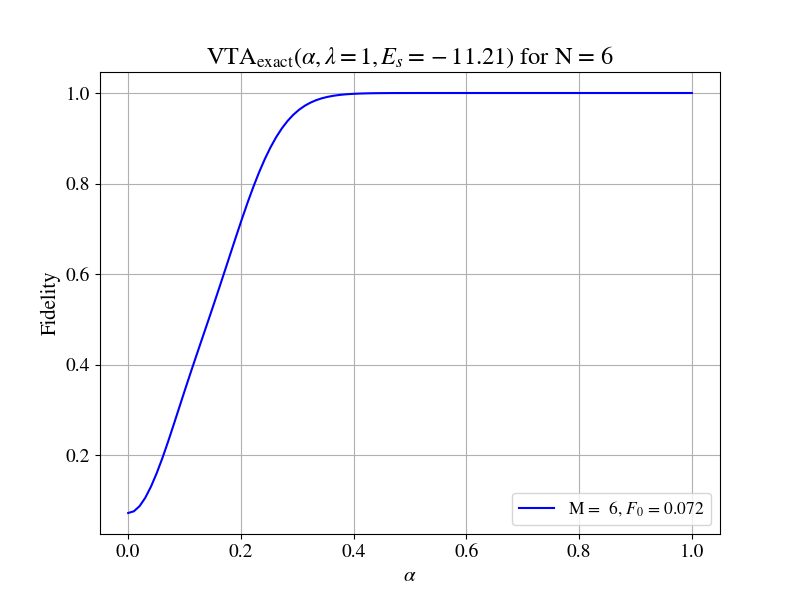 VTA_exact(α, λ = 1, E_s = − 11.21) for N = 6
Fidelity
1.0
0.8
0.6
0.4
0.2
0.0 0.2 0.4 0.6 0.8 1.0
α
M = 6, F_0 = 0.072